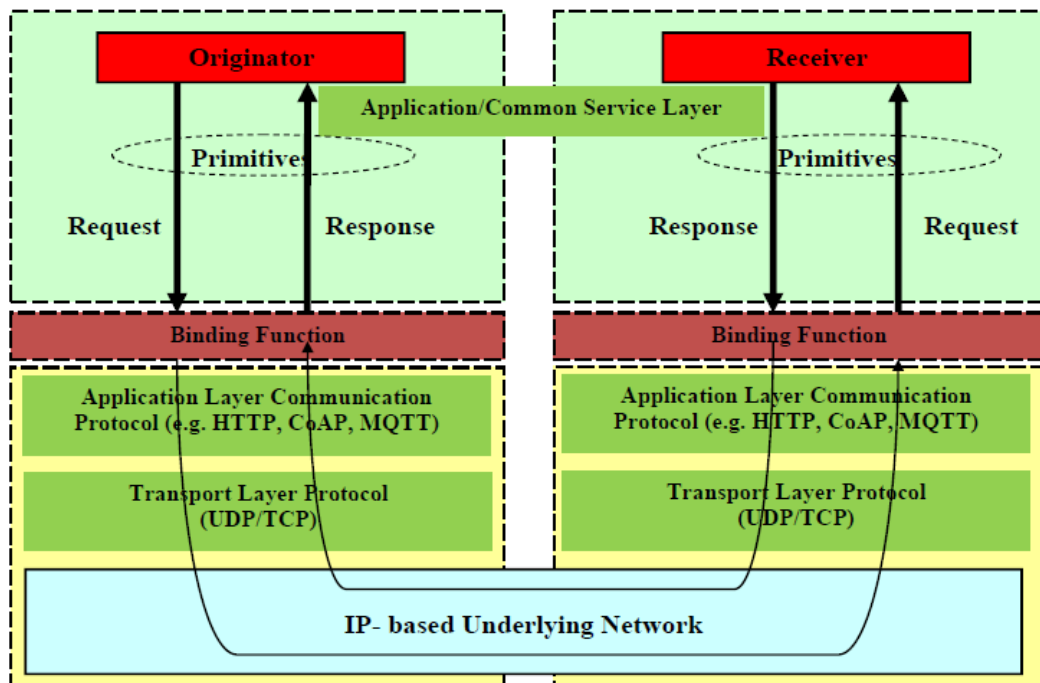 Originator
Receiver
Application/Common Service Layer
Primitives
Primitives
Request
Response
Response
Request
Binding Function
Binding Function
Application Layer Communication
Protocol (e.g. HTTP, CoAP, MQTT)
Application Layer Communication
Protocol (e.g. HTTP, CoAP, MQTT)
Transport Layer Protocol
(UDP/TCP)
Transport Layer Protocol
(UDP/TCP)
IP- based Underlying Network